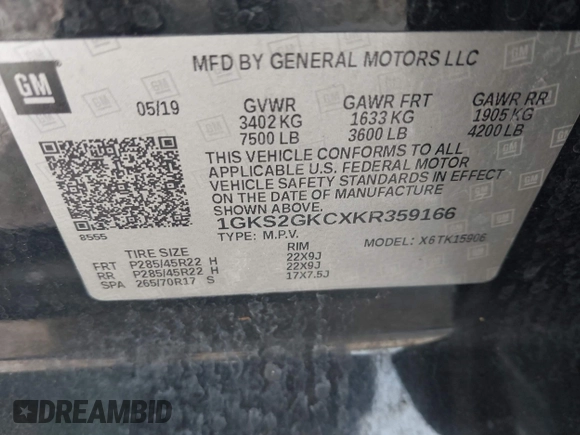 GM
MFD BY GENERAL MOTORS LLC
05/19 GVWR GAWR FRT GAWR RR
3402 KG 1633 KG 1905 KG
7500 LB 3600 LB 4200 LB
THIS VEHICLE CONFORMS TO ALL
APPLICABLE U.S. FEDERAL MOTOR
VEHICLE SAFETY STANDARDS IN EFFECT
ON THE DATE OF MANUFACTURE
SHOWN ABOVE.
1GKS2GKCXKR359166
8555 TYPE: M.P.V. MODEL: X6TK15906
TIRE SIZE RIM
FRT P285/45R22 H 22X9J
RR P285/45R22 H 22X9J
SPA 265/70R17 S 17X7.5J
DREAMBID